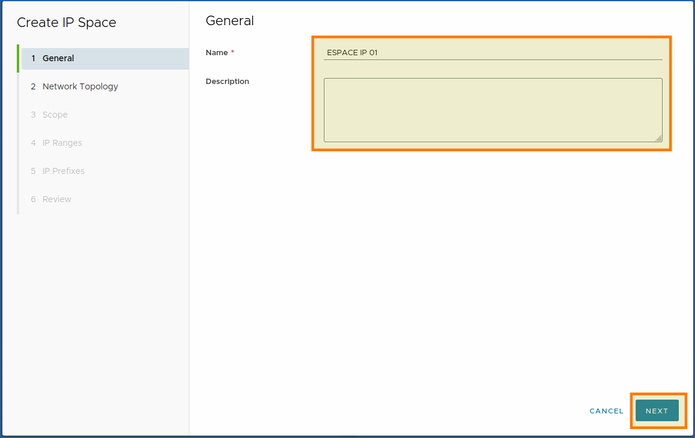 Create IP Space
1 General
2 Network Topology
3 Scope
4 IP Ranges
5 IP Prefixes
6 Review
General
Name *
ESPACE IP 01
Description
CANCEL
NEXT